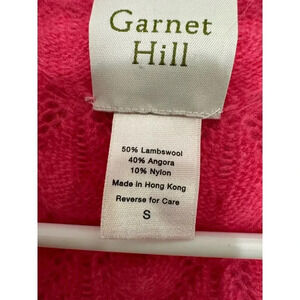 Garnet
Hill
50% Lambswool
40% Angora
10% Nylon
Made in Hong Kong
Reverse for Care
S